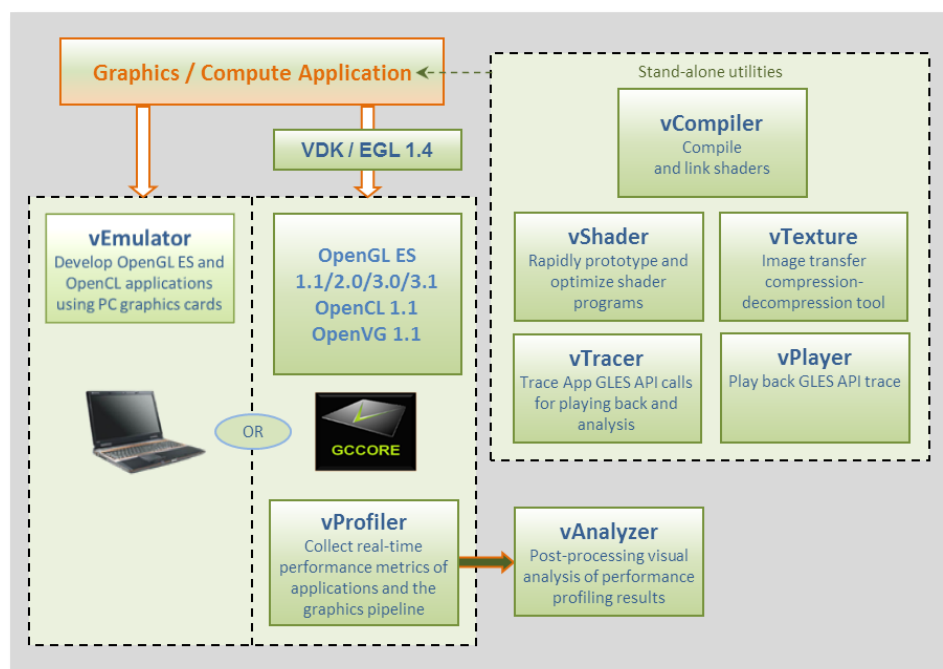 Graphics / Compute Application
Stand-alone utilities
VDK / EGL 1.4
vCompiler
Compile
and link shaders
vEmulator
Develop OpenGL ES and
OpenCL applications
using PC graphics cards
OpenGL ES
1.1/2.0/3.0/3.1
OpenCL 1.1
OpenVG 1.1
vShader
Rapidly prototype and
optimize shader
programs
vTexture
Image transfer
compression-
decompression tool
vTracer
Trace App GLES API calls
for playing back and
analysis
vPlayer
Play back GLES API trace
OR
GCCORE
vProfiler
Collect real-time
performance metrics of
applications and the
graphics pipeline
vAnalyzer
Post-processing visual
analysis of performance
profiling results